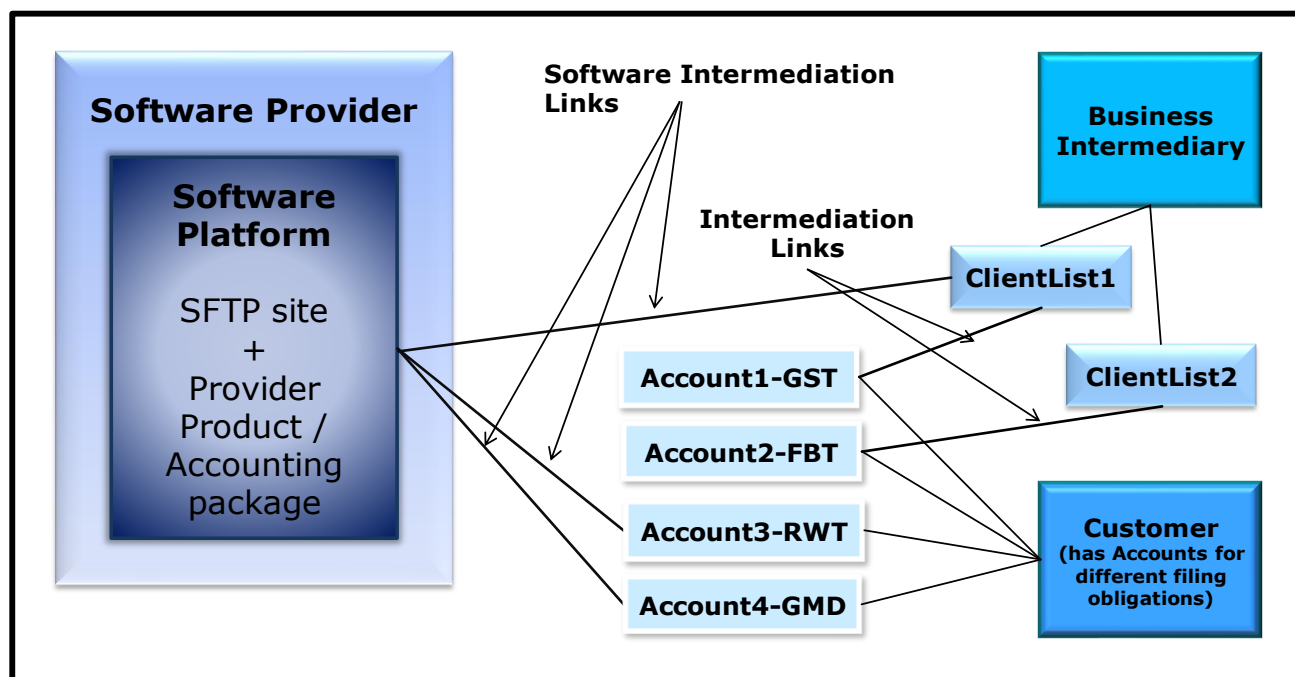 Software Provider
Software
Platform
SFTP site
+
Provider
Product /
Accounting
package
Software Intermediation
Links
Intermediation
Links
Business
Intermediary
ClientList1
ClientList2
Account1-GST
Account2-FBT
Account3-RWT
Account4-GMD
Customer
(has Accounts for
different filing
obligations)